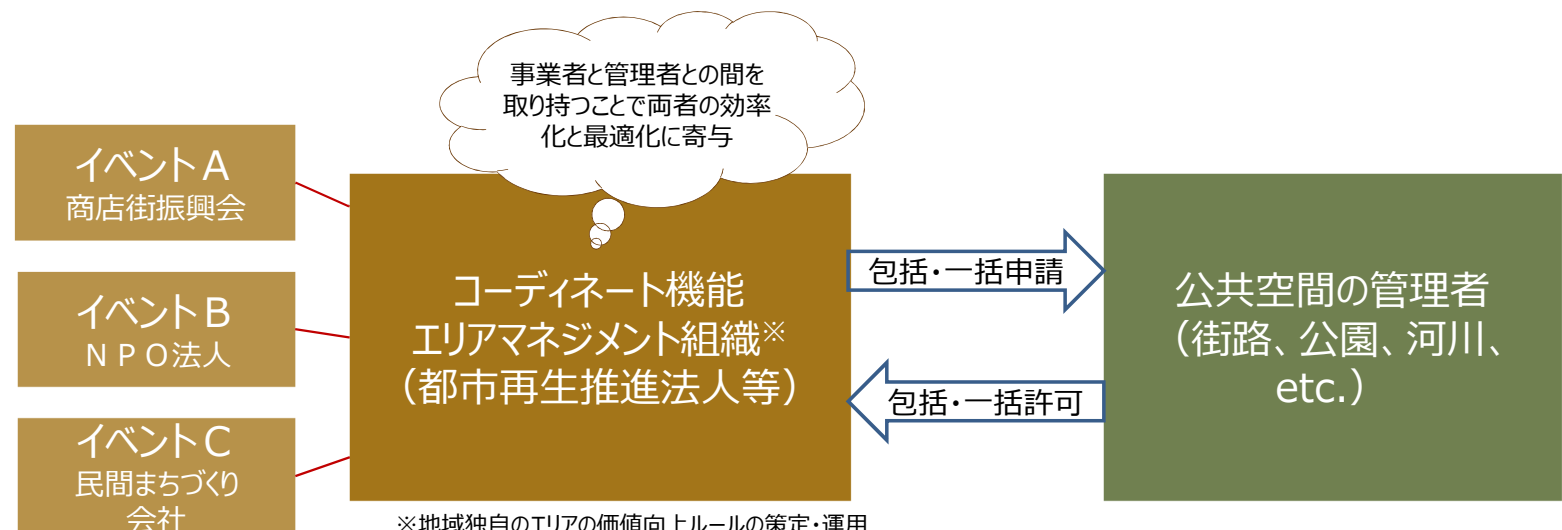 事業者と管理者との間を
取り持つことで両者の効率
化と最適化に寄与
イベントA
商店街振興会
イベントB
NPO法人
イベントC
民間まちづくり
会社
コーディネート機能
エリアマネジメント組織※
(都市再生推進法人等)
包括・一括申請
包括・一括許可
公共空間の管理者
(街路、公園、河川、
etc.)
※地域独自のエリアの価値向上ルールの策定・運用